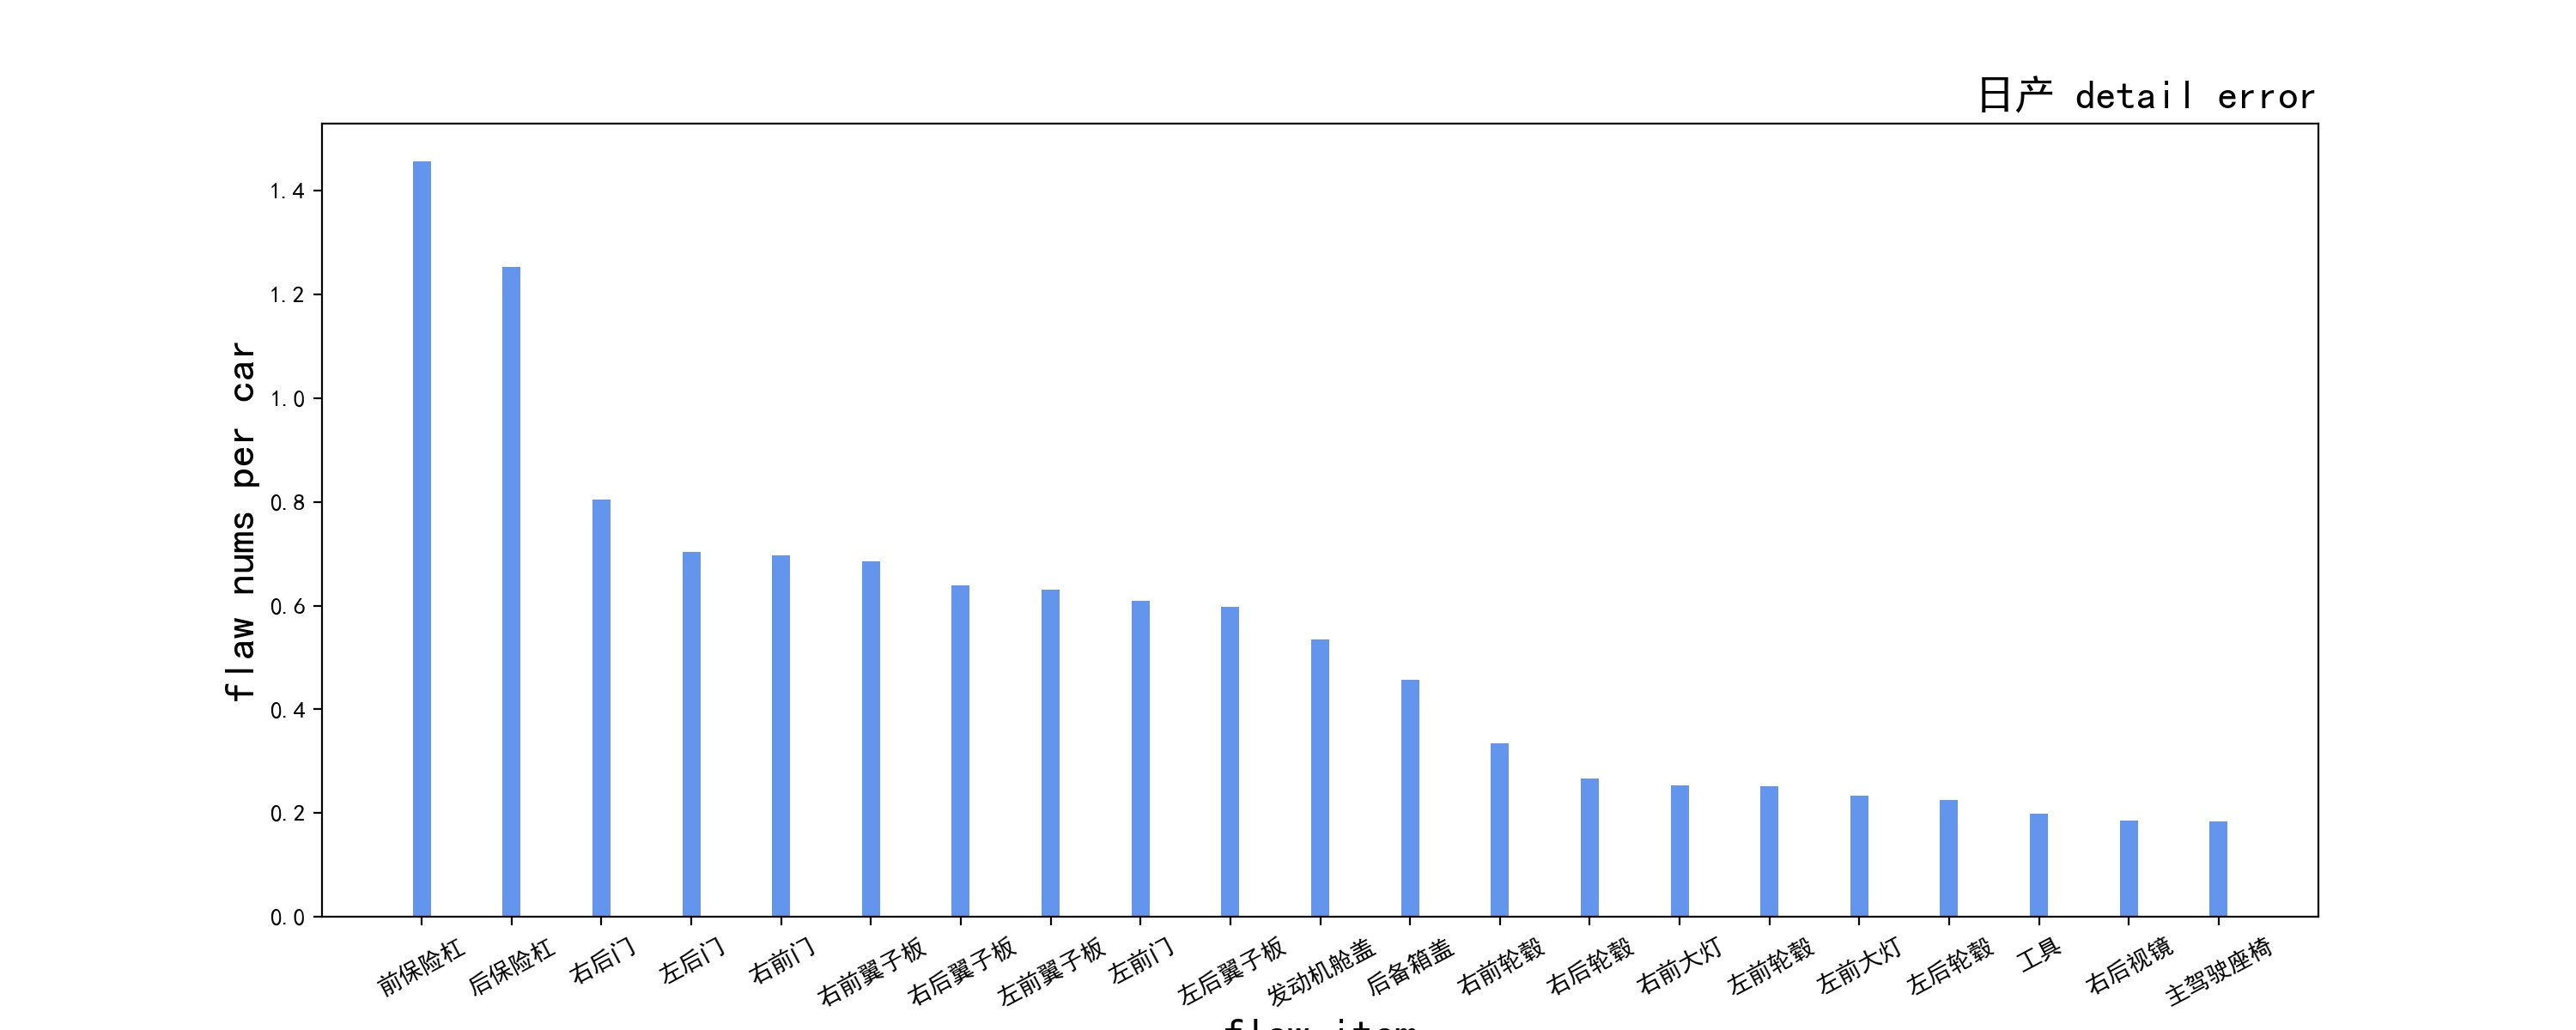 日产 detail error
flaw nums per car
1.4
1.2
1.0
0.8
0.6
0.4
0.2
0.0
前保险杠
后保险杠
右后门
左后门
右前门
右前翼子板
右后翼子板
左前翼子板
左前门
左后翼子板
发动机舱盖
后备箱盖
右前轮毂
右后轮毂
右前大灯
左前轮毂
左前大灯
左后轮毂
工具
右后视镜
主驾驶座椅
flaw item